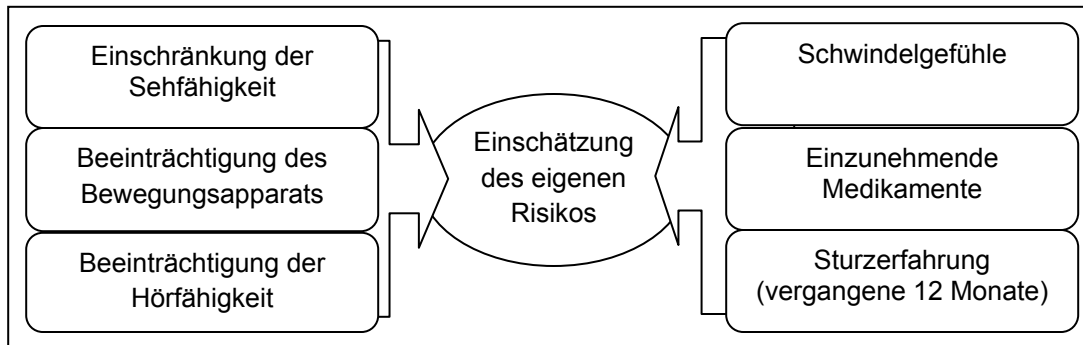 Einschränkung der
Sehfähigkeit
Beeinträchtigung des
Bewegungsapparats
Beeinträchtigung der
Hörfähigkeit
Einschätzung
des eigenen
Risikos
Schwindelgefühle
Einzunehmende
Medikamente
Sturzerfahrung
(vergangene 12 Monate)